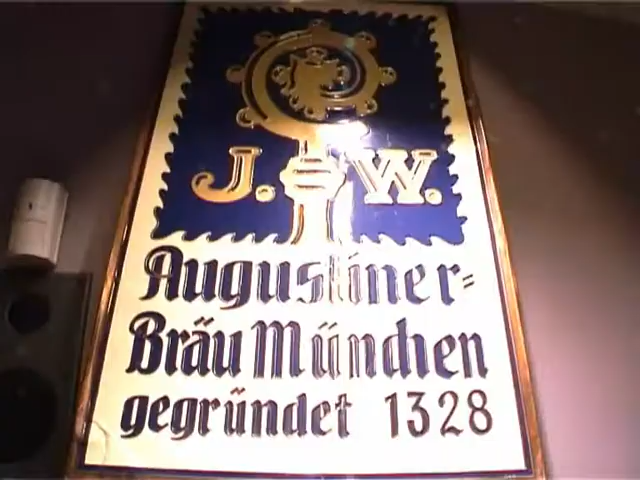 J. W.
Augustiner=
Bräu München
gegründet 1328